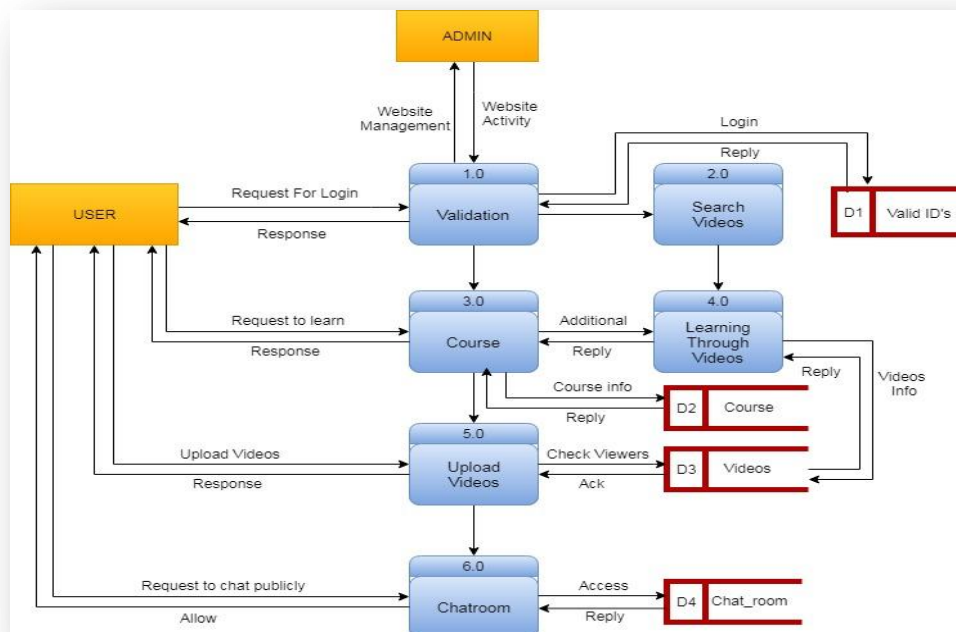 ADMIN
Website
Management
Website
Activity
Login
Reply
1.0
Validation
2.0
Search
Videos
D1
Valid ID's
USER
Request For Login
Response
3.0
Course
4.0
Learning
Through
Videos
Request to learn
Response
Additional
Reply
Reply
Videos
Info
Course info
Reply
D2
Course
5.0
Upload
Videos
Upload Videos
Response
Check Viewers
Ack
D3
Videos
6.0
Chatroom
Request to chat publicly
Allow
Access
Reply
D4
Chat_room